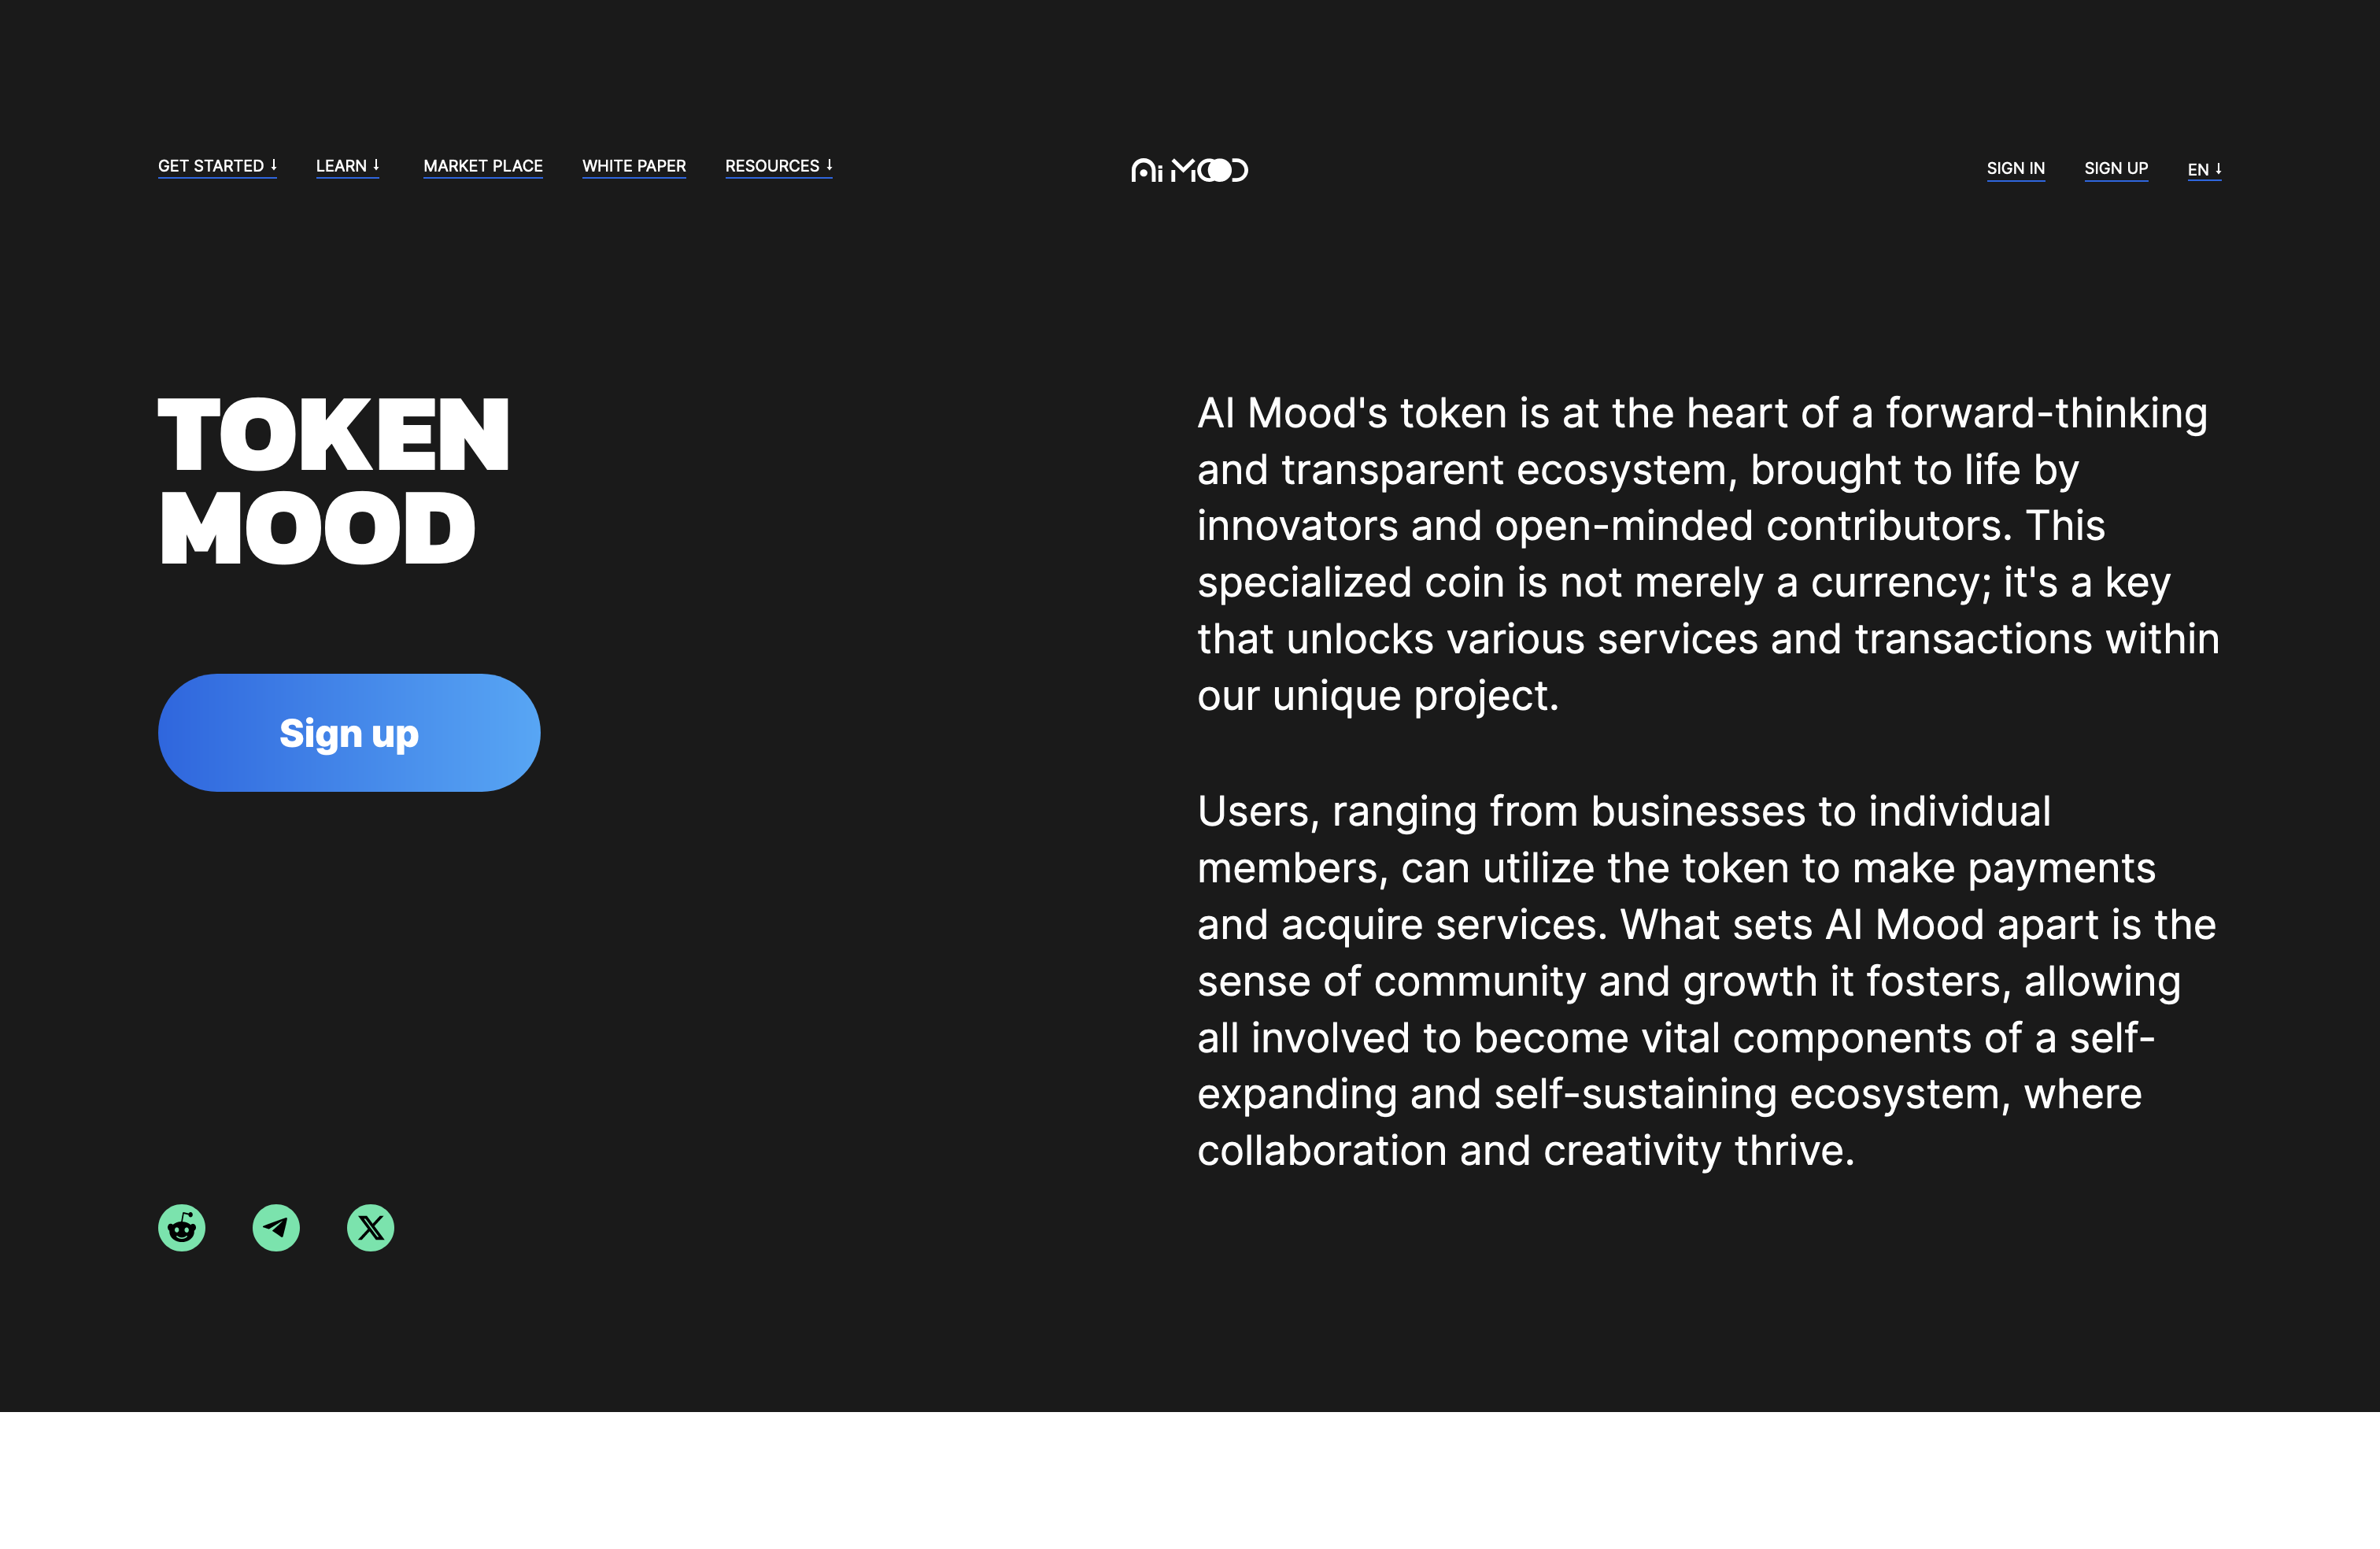 GET STARTED ↓ LEARN ↓ MARKET PLACE WHITE PAPER RESOURCES ↓ Ai MOOD SIGN IN SIGN UP EN ↓
TOKEN
MOOD
Sign up
AI Mood's token is at the heart of a forward-thinking
and transparent ecosystem, brought to life by
innovators and open-minded contributors. This
specialized coin is not merely a currency; it's a key
that unlocks various services and transactions within
our unique project.
Users, ranging from businesses to individual
members, can utilize the token to make payments
and acquire services. What sets AI Mood apart is the
sense of community and growth it fosters, allowing
all involved to become vital components of a self-
expanding and self-sustaining ecosystem, where
collaboration and creativity thrive.